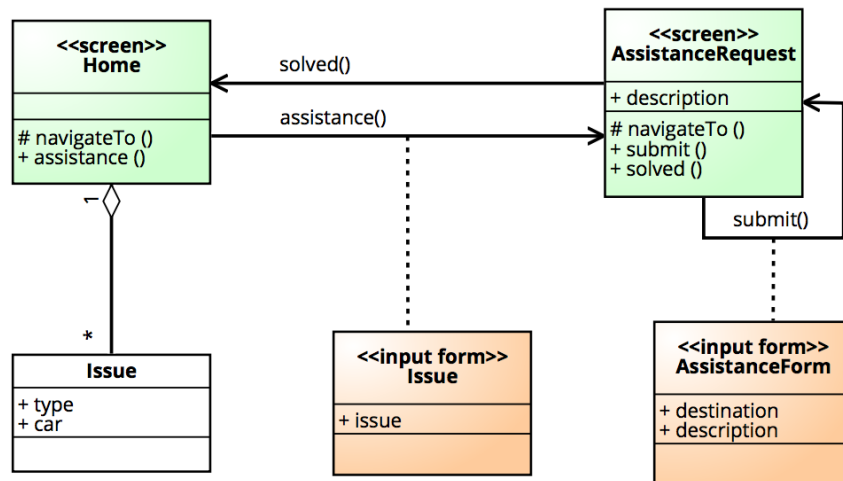 <<screen>>
Home
# navigateTo ()
+ assistance ()
solved()
assistance()
<<screen>>
AssistanceRequest
+ description
# navigateTo ()
+ submit ()
+ solved ()
submit()
1
*
Issue
+ type
+ car
<<input form>>
Issue
+ issue
<<input form>>
AssistanceForm
+ destination
+ description